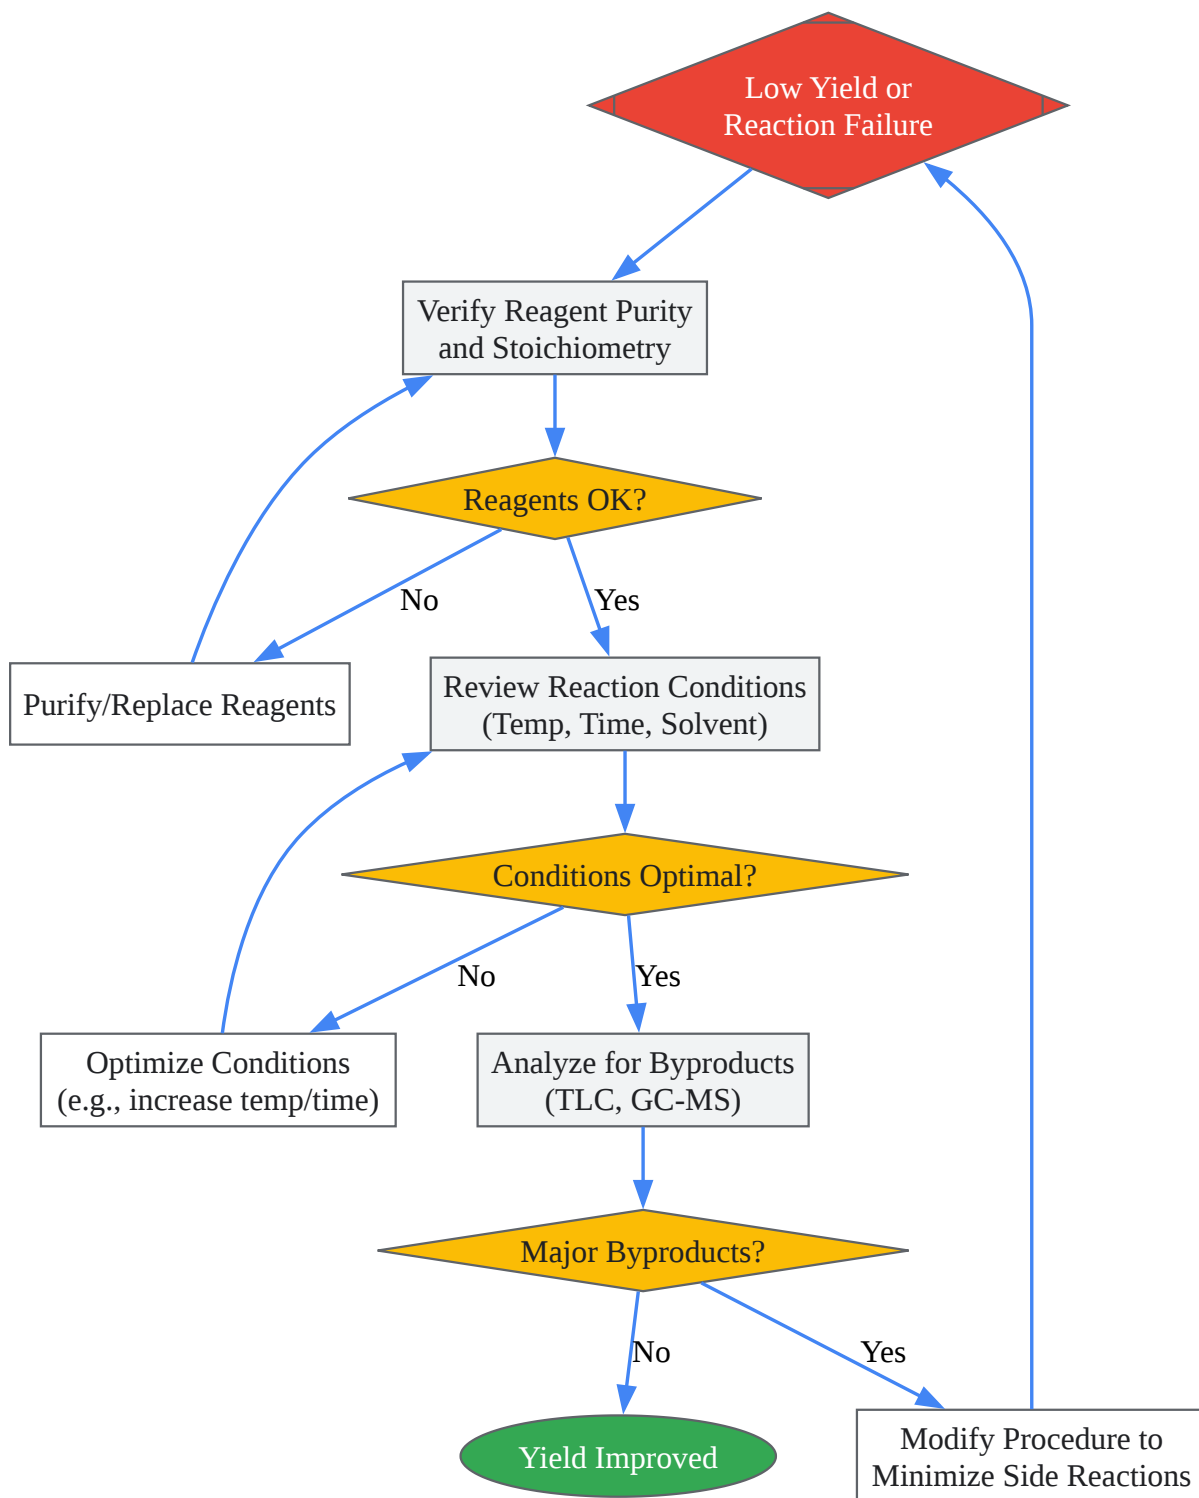 Low Yield or
Reaction Failure
Verify Reagent Purity
and Stoichiometry
Reagents OK?
No
Yes
Purify/Replace Reagents
Review Reaction Conditions
(Temp, Time, Solvent)
Conditions Optimal?
No
Yes
Optimize Conditions
(e.g., increase temp/time)
Analyze for Byproducts
(TLC, GC-MS)
Major Byproducts?
No
Yes
Yield Improved
Modify Procedure to
Minimize Side Reactions